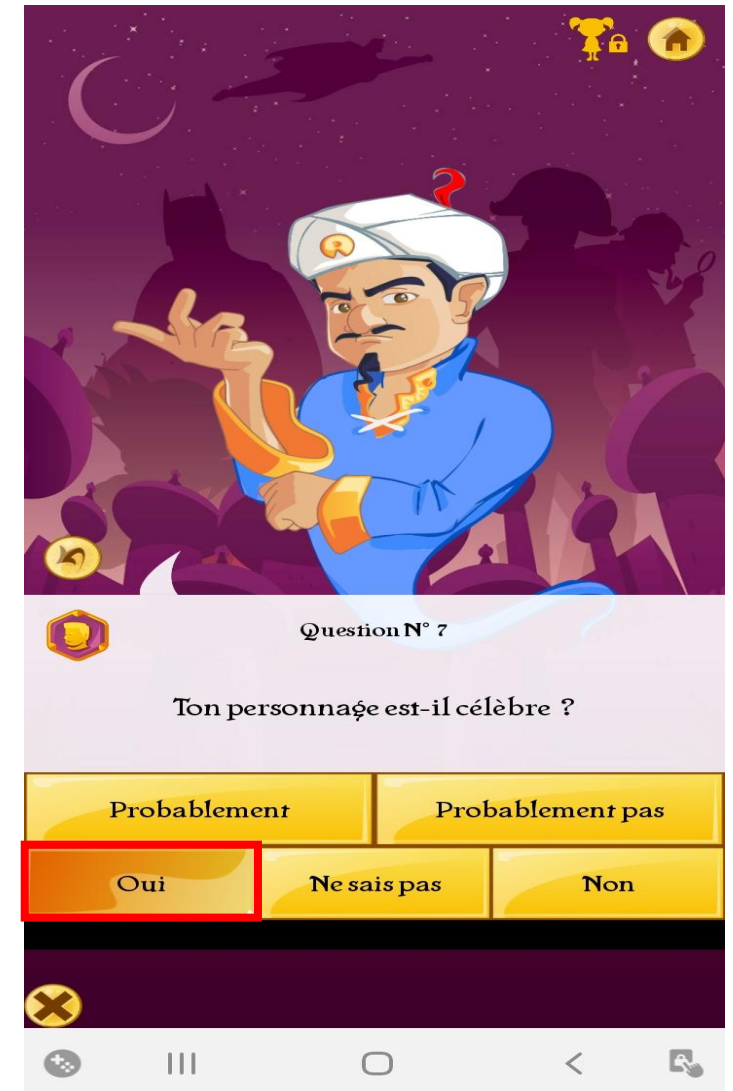 Question N° 7
Ton personnage est-il célèbre ?
Probablement
Probablement pas
Oui
Ne sais pas
Non